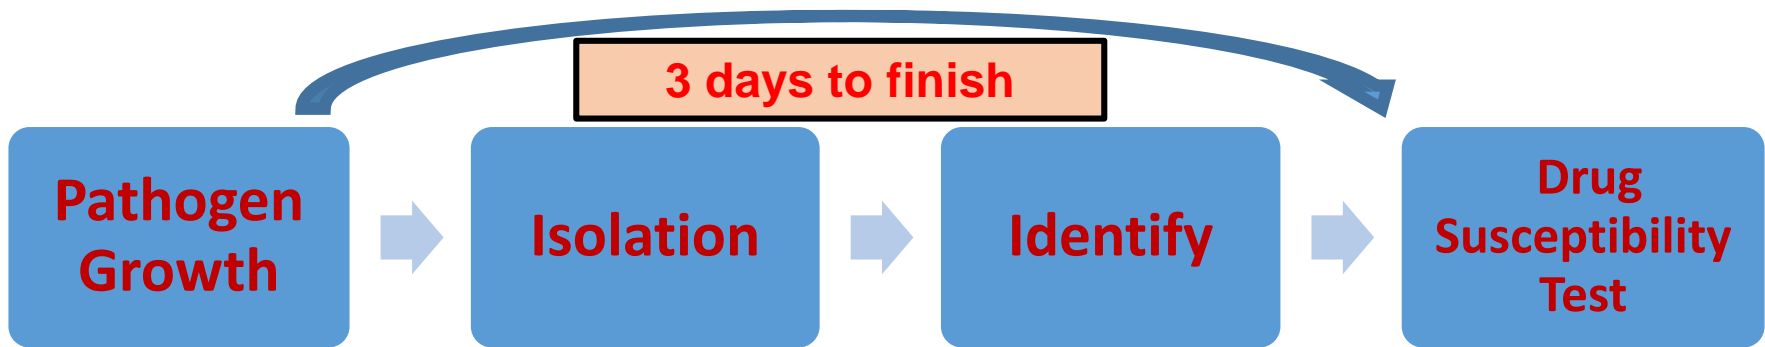 3 days to finish
Pathogen
Growth
Isolation
Identify
Drug
Susceptibility
Test